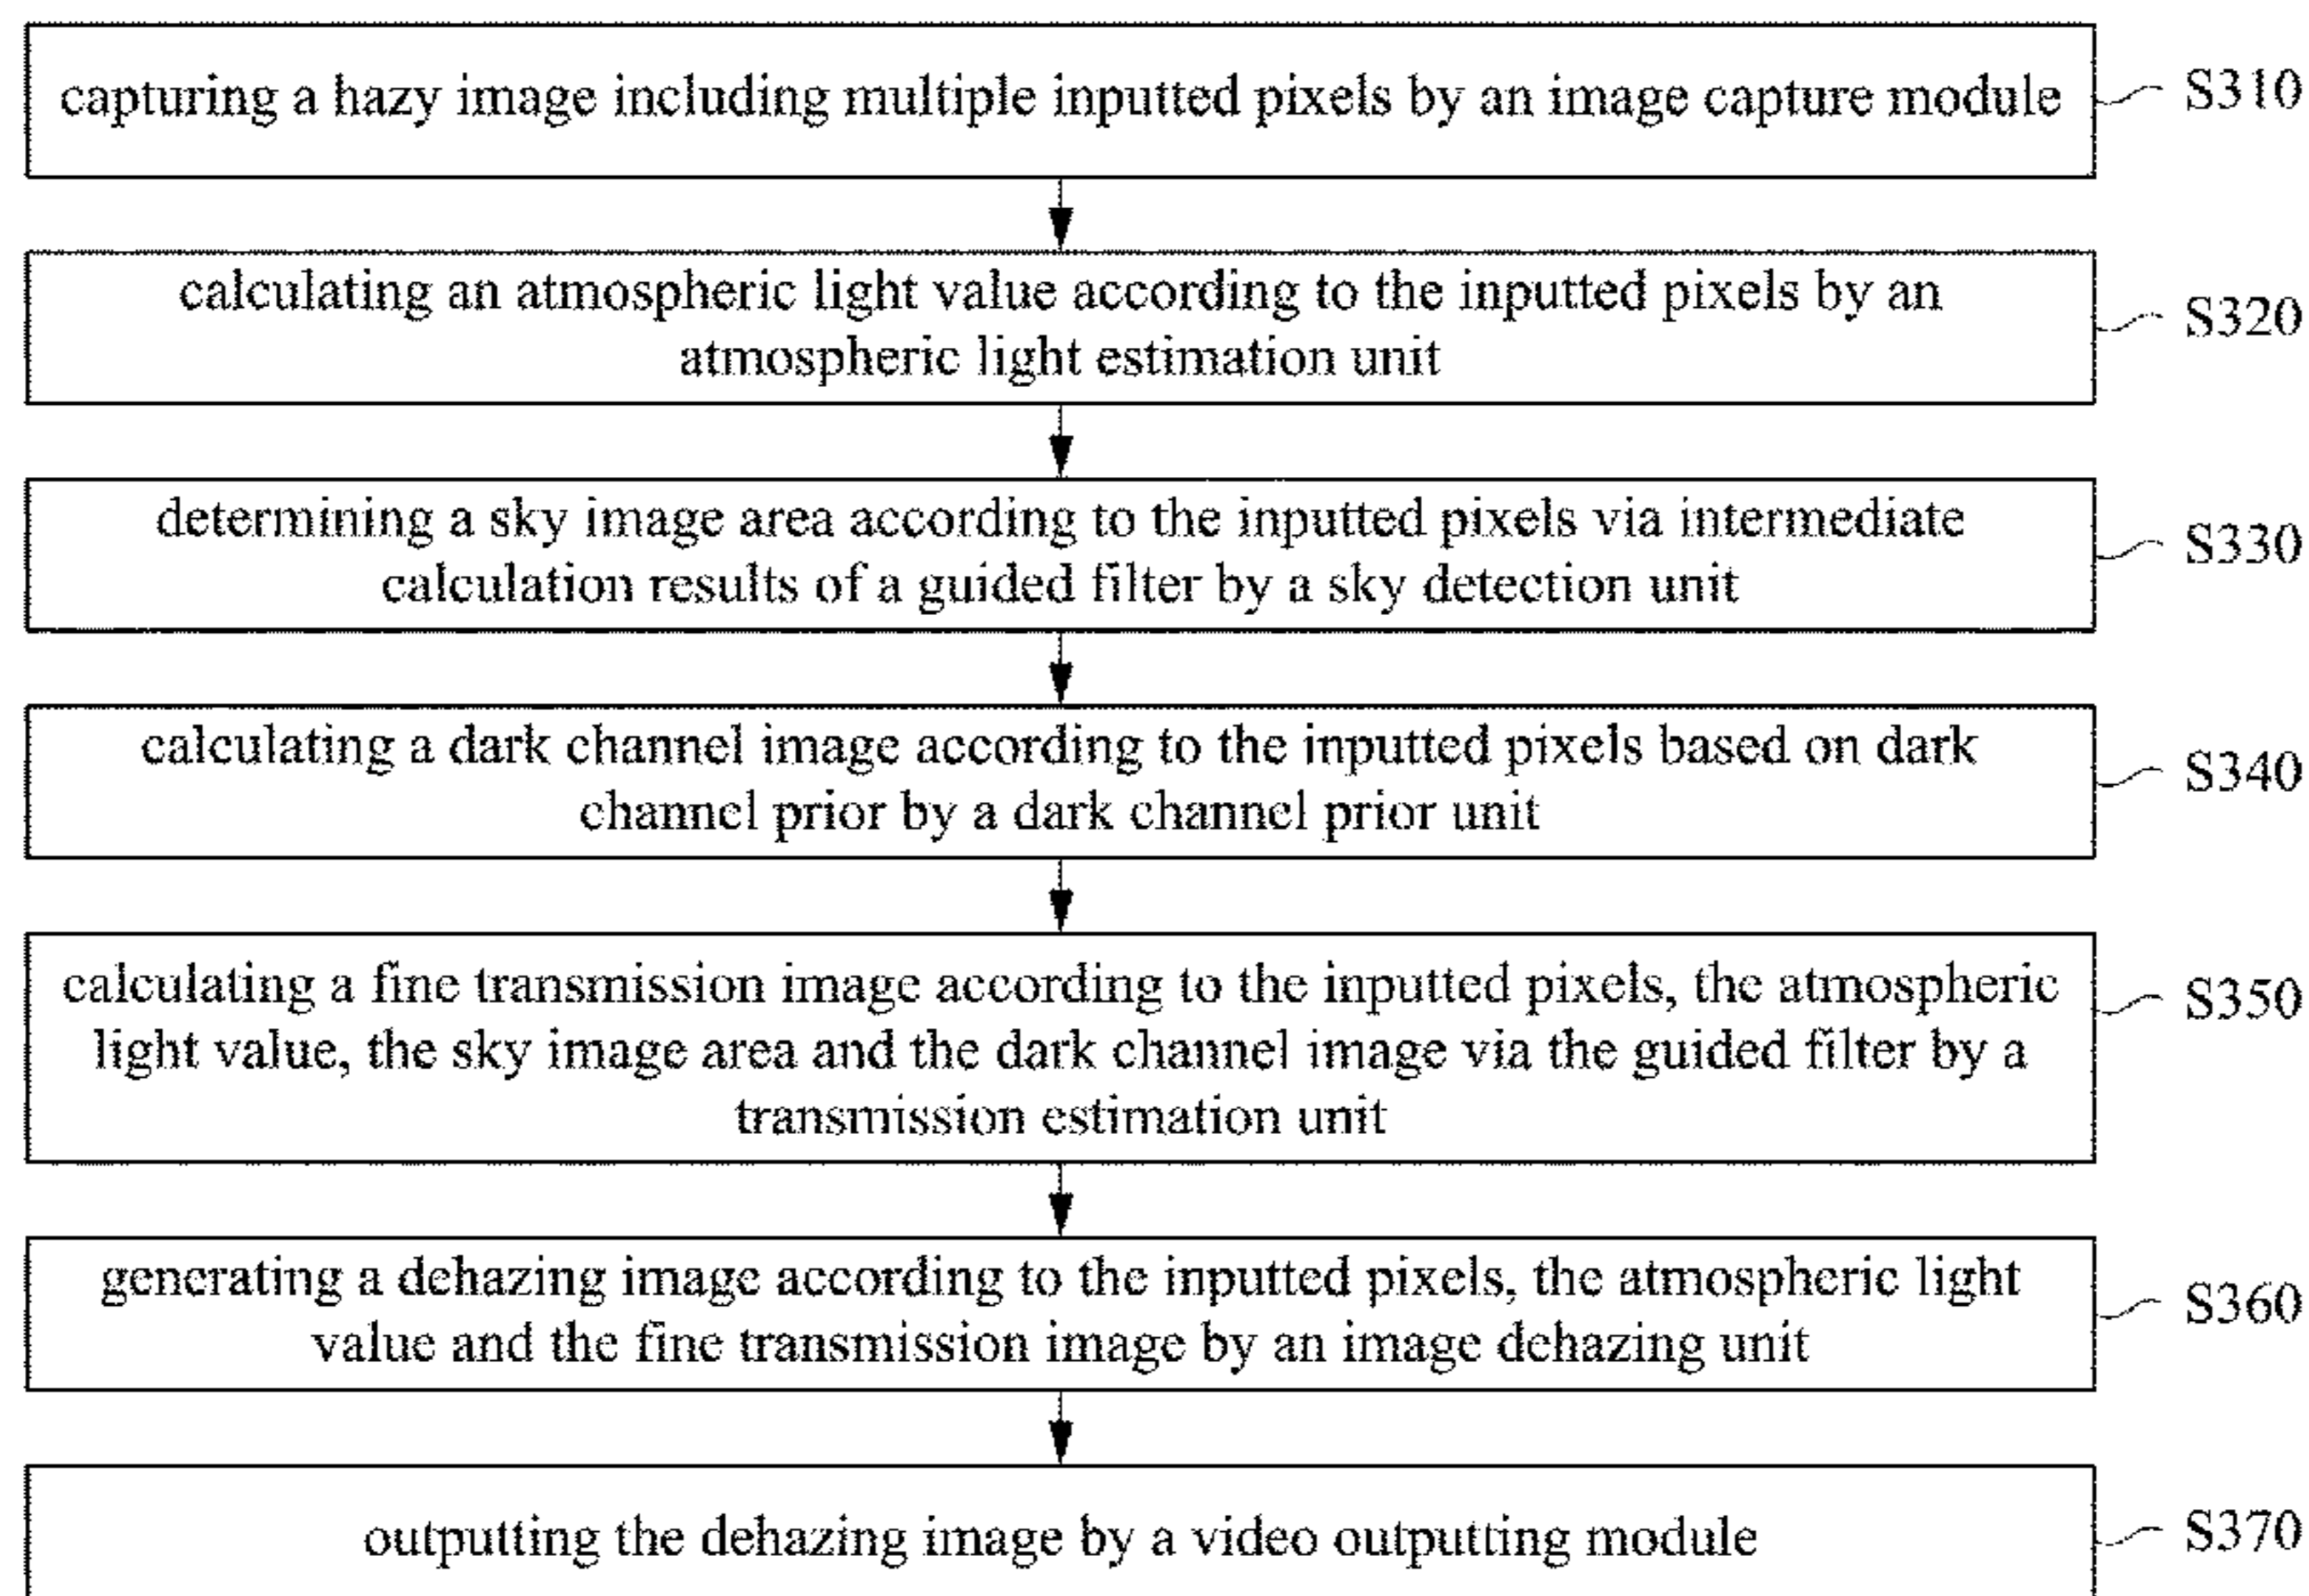 capturing a hazy image including multiple inputted pixels by an image capture module
S310
calculating an atmospheric light value according to the inputted pixels by an
atmospheric light estimation unit
S320
determining a sky image area according to the inputted pixels via intermediate
calculation results of a guided filter by a sky detection unit
S330
calculating a dark channel image according to the inputted pixels based on dark
channel prior by a dark channel prior unit
S340
calculating a fine transmission image according to the inputted pixels, the atmospheric
light value, the sky image area and the dark channel image via the guided filter by a
transmission estimation unit
S350
generating a dehazing image according to the inputted pixels, the atmospheric light
value and the fine transmission image by an image dehazing unit
S360
outputting the dehazing image by a video outputting module
S370